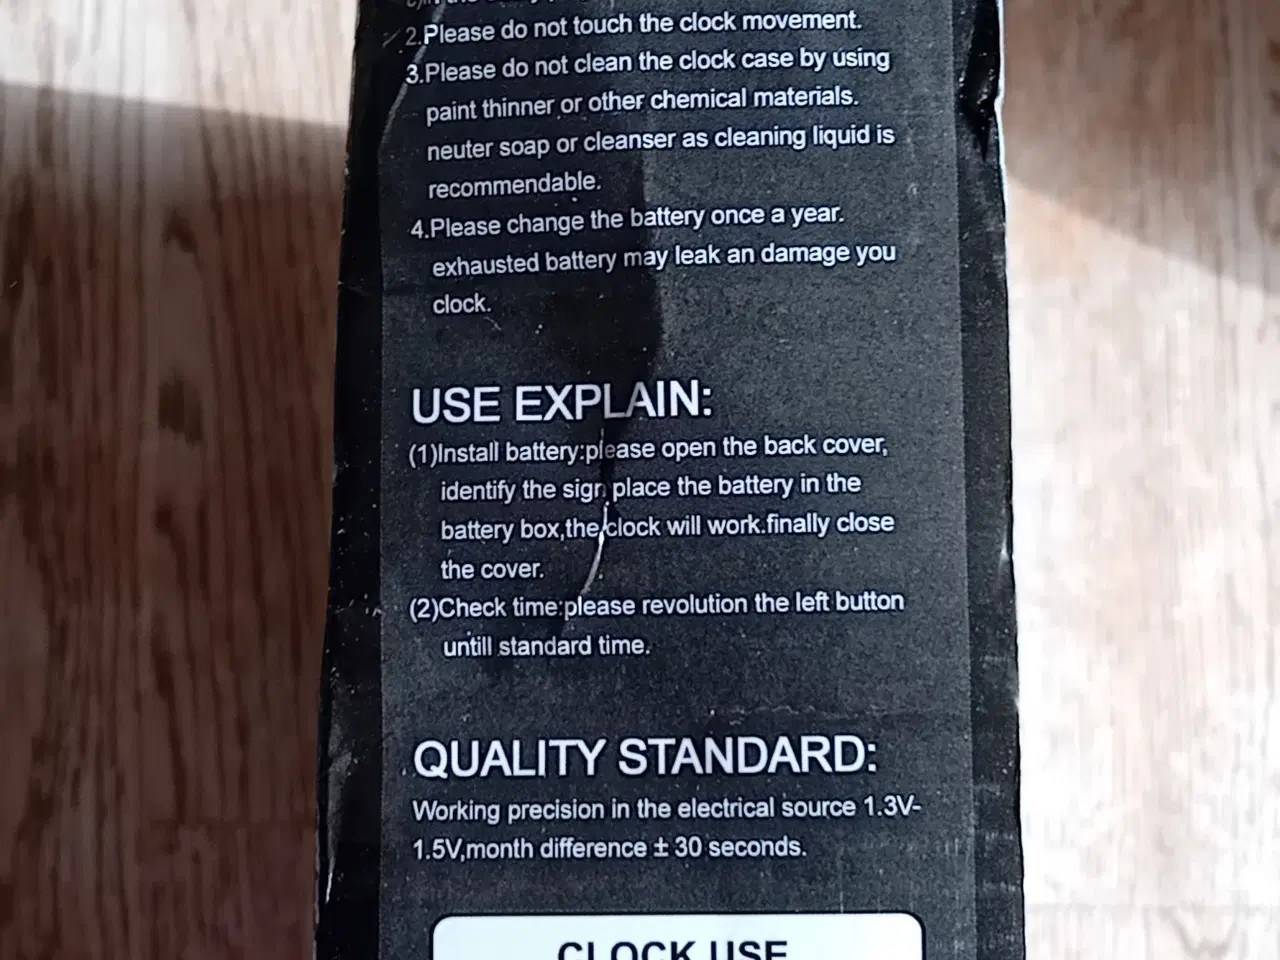 2.Please do not touch the clock movement.
3.Please do not clean the clock case by using
paint thinner or other chemical materials.
neuter soap or cleanser as cleaning liquid is
recommendable.
4.Please change the battery once a year.
exhausted battery may leak an damage you
clock.
USE EXPLAIN:
(1)Install battery:please open the back cover,
identify the sign place the battery in the
battery box,the clock will work.finally close
the cover.
(2)Check time:please revolution the left button
untill standard time.
QUALITY STANDARD:
Working precision in the electrical source 1.3V-
1.5V,month difference ± 30 seconds.
CLOCK USE